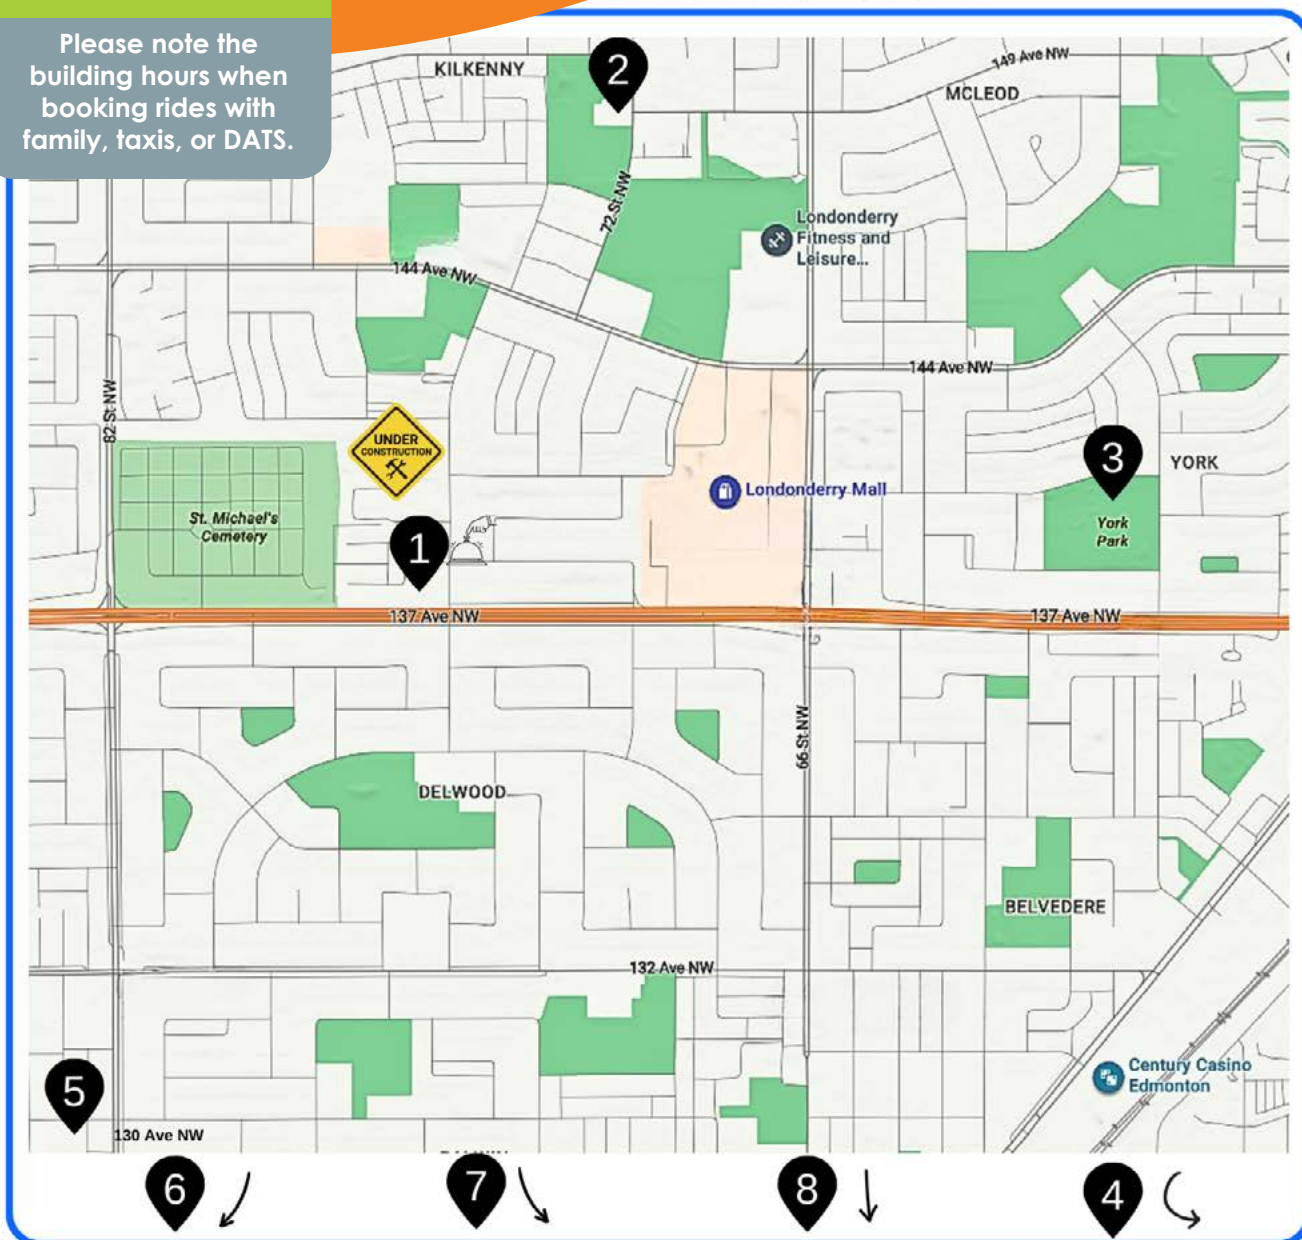 Please note the
building hours when
booking rides with
family, taxis, or DATS.
KILKENNY
2
149 Ave NW
MCLEOD
72 St NW
Londonderry
Fitness and
Leisure...
144 Ave NW
144 Ave NW
82 St NW
UNDER
CONSTRUCTION
3
YORK
Londonderry Mall
St. Michael's
Cemetery
1
York
Park
137 Ave NW
137 Ave NW
66 St NW
DELWOOD
BELVEDERE
132 Ave NW
Century Casino
Edmonton
5
130 Ave NW
6
7
8
4